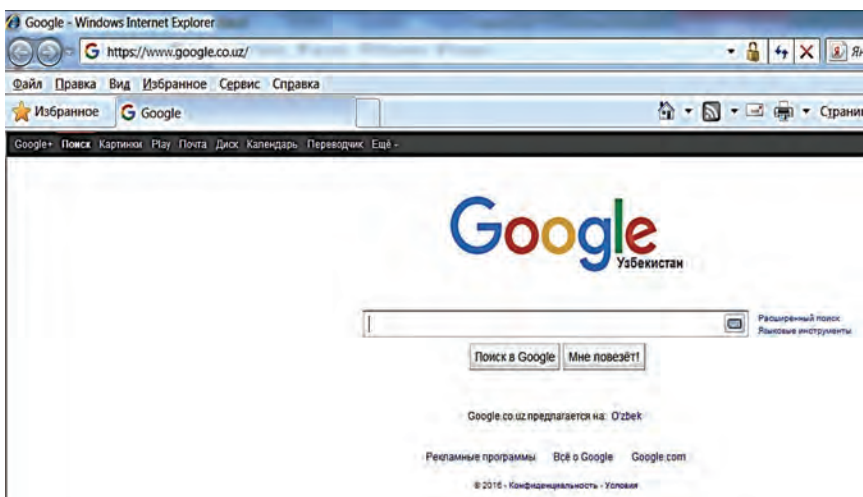 Google - Windows Internet Explorer
https://www.google.co.uz/
Файл Правка Вид Избранное Сервис Справка
Избранное Google
Google+ Поиск Картинки Play Почта Диск Календарь Переводчик Ещё
Google
Узбекистан
Расширенный поиск
Языковые инструменты
Поиск в Google Мне повезёт!
Google.co.uz предлагается на: O'zbek
Рекламные программы Всё о Google Google.com
© 2016 - Конфиденциальность - Условия